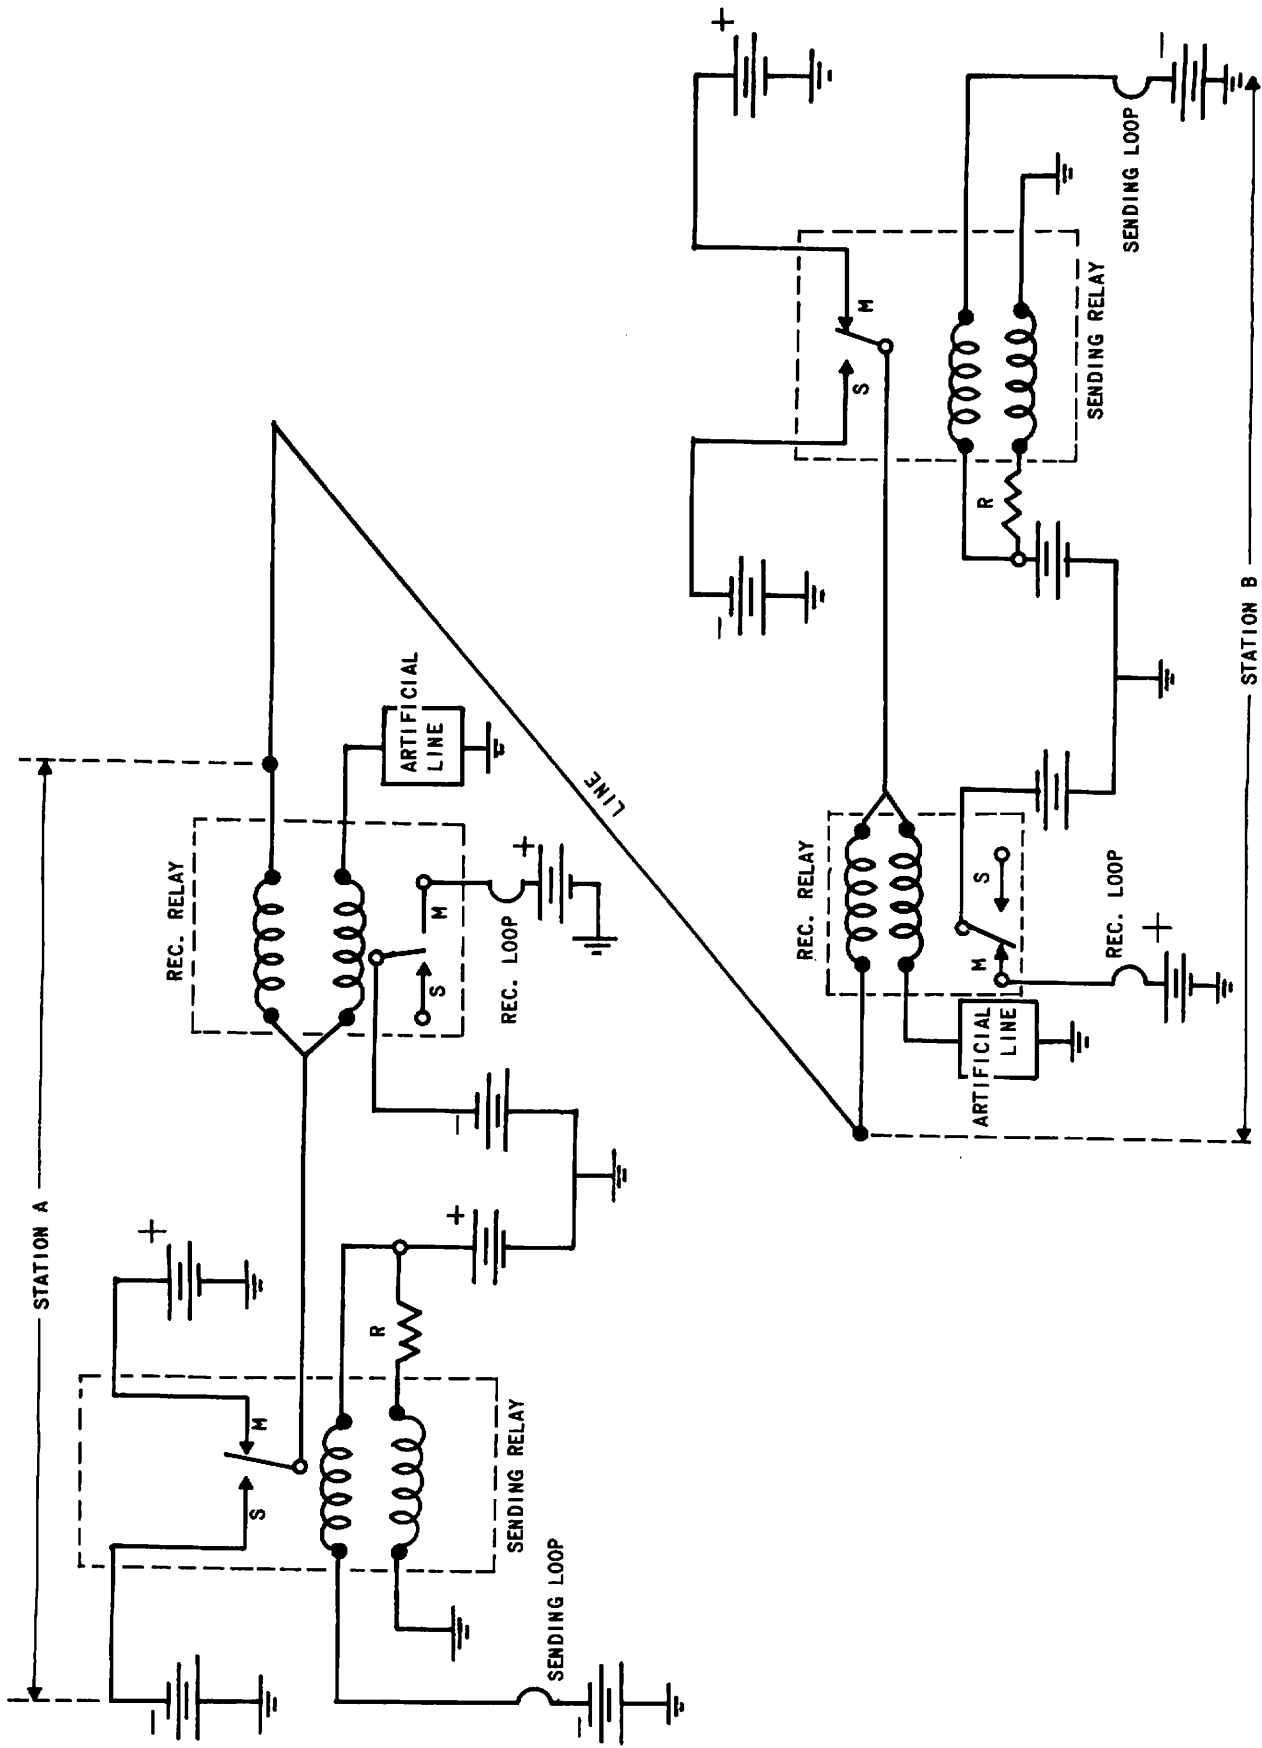 STATION A
+
-
M
S
SENDING RELAY
SENDING LOOP
-
R
+
-
REC. RELAY
M
S
REC. LOOP
+
ARTIFICIAL
LINE
LINE
REC. RELAY
S
M
REC. LOOP
+
ARTIFICIAL
LINE
+
-
M
S
R
SENDING RELAY
SENDING LOOP
-
STATION B